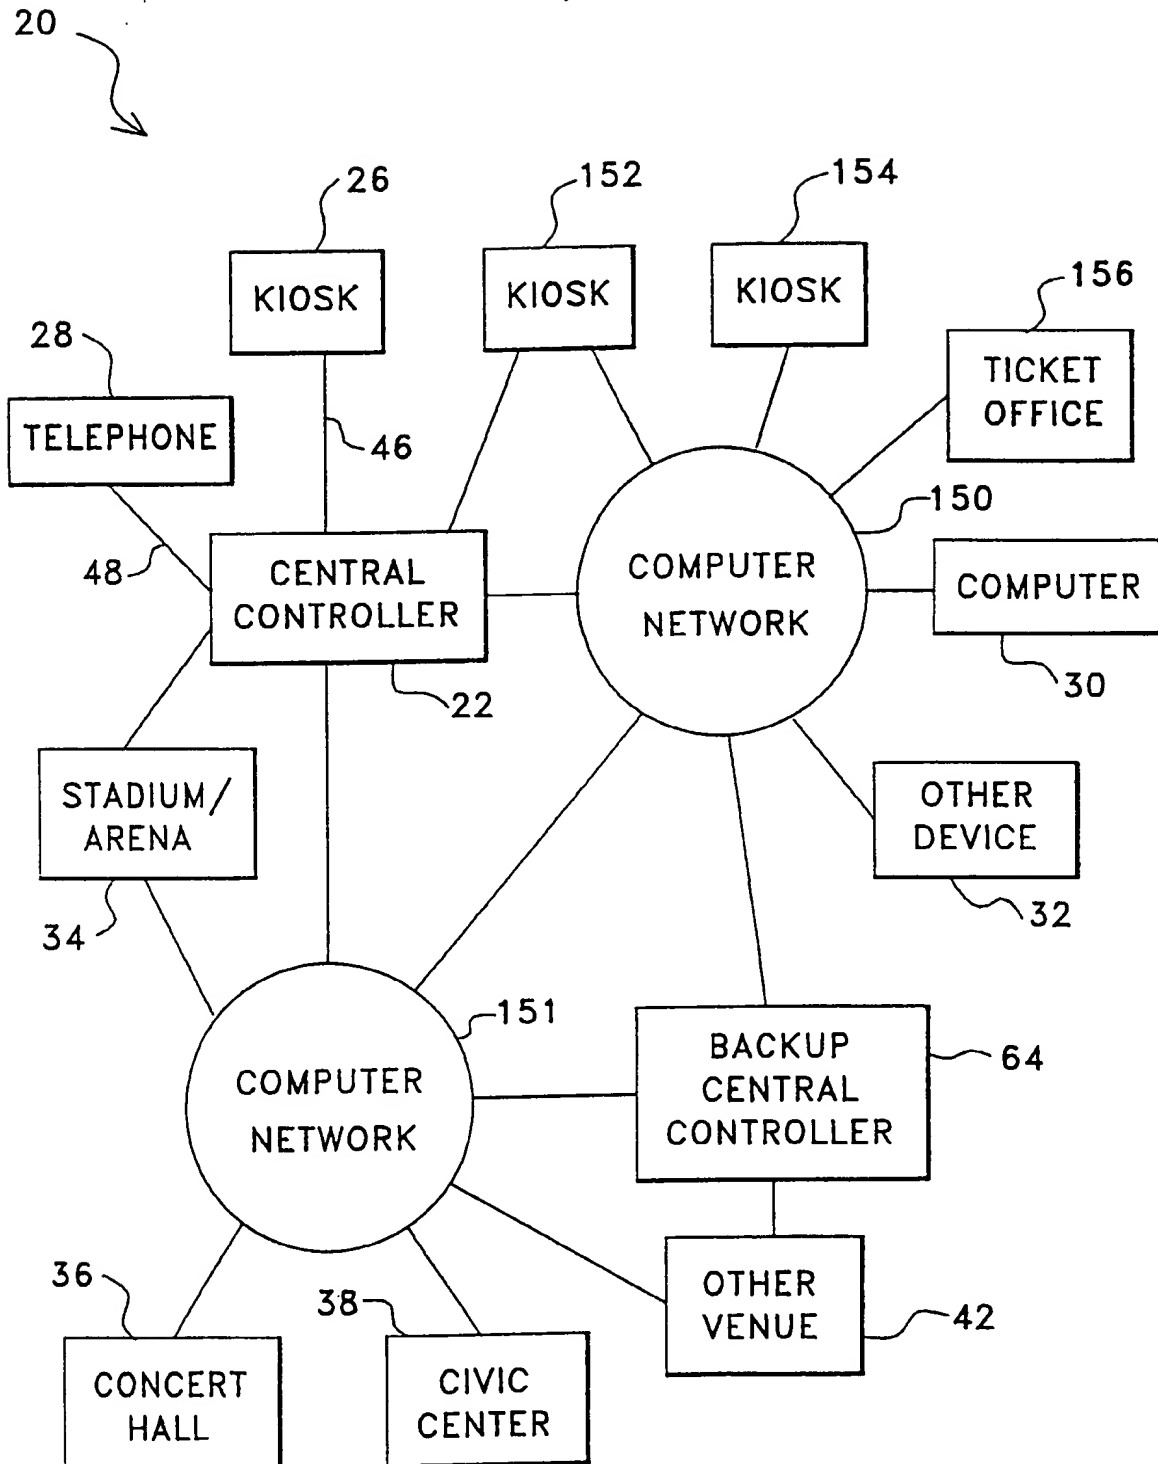 20
26
152
154
KIOSK
KIOSK
KIOSK
156
28
TICKET
OFFICE
TELEPHONE
46
150
48
CENTRAL
CONTROLLER
COMPUTER
NETWORK
COMPUTER
22
30
STADIUM/
ARENA
OTHER
DEVICE
34
32
151
COMPUTER
NETWORK
BACKUP
CENTRAL
CONTROLLER
64
36
38
OTHER
VENUE
42
CONCERT
HALL
CIVIC
CENTER